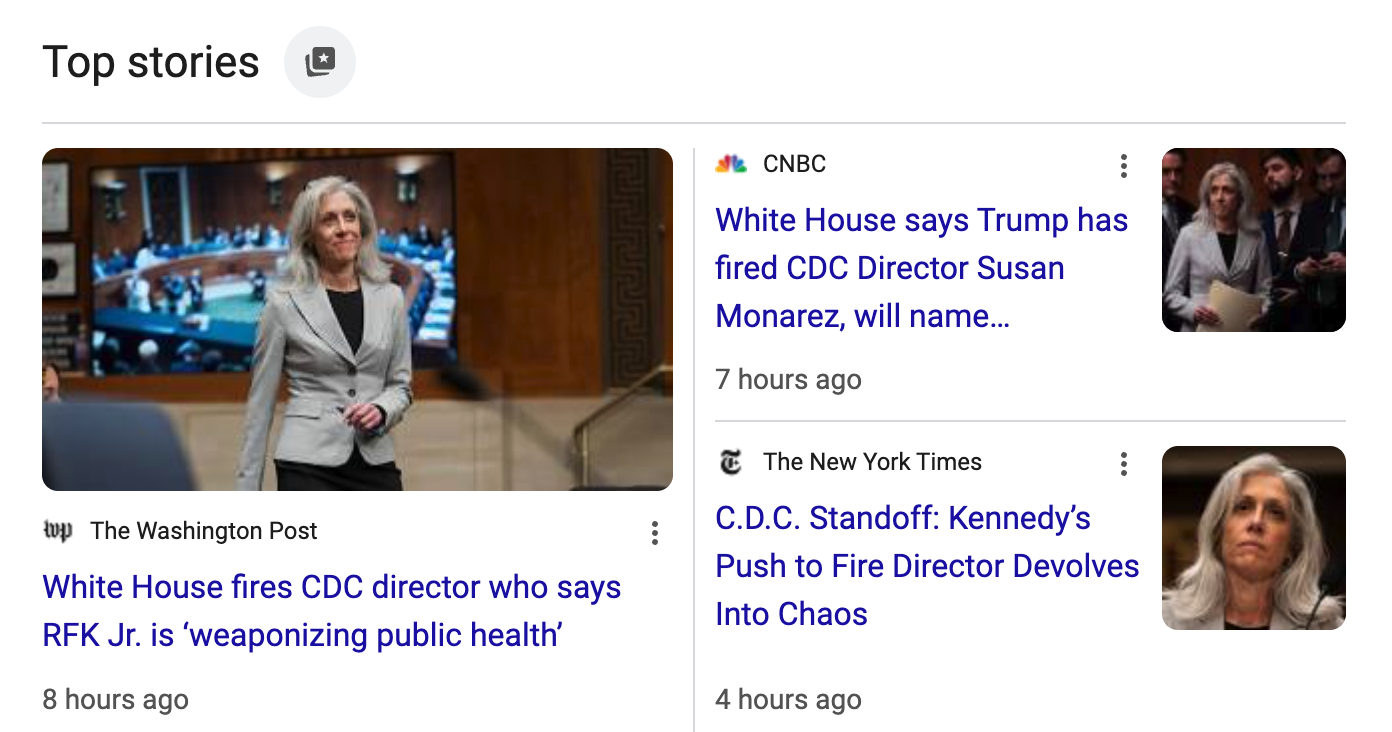 Top stories
The Washington Post
White House fires CDC director who says
RFK Jr. is ‘weaponizing public health’
8 hours ago
CNBC
White House says Trump has
fired CDC Director Susan
Monarez, will name...
7 hours ago
The New York Times
C.D.C. Standoff: Kennedy’s
Push to Fire Director Devolves
Into Chaos
4 hours ago